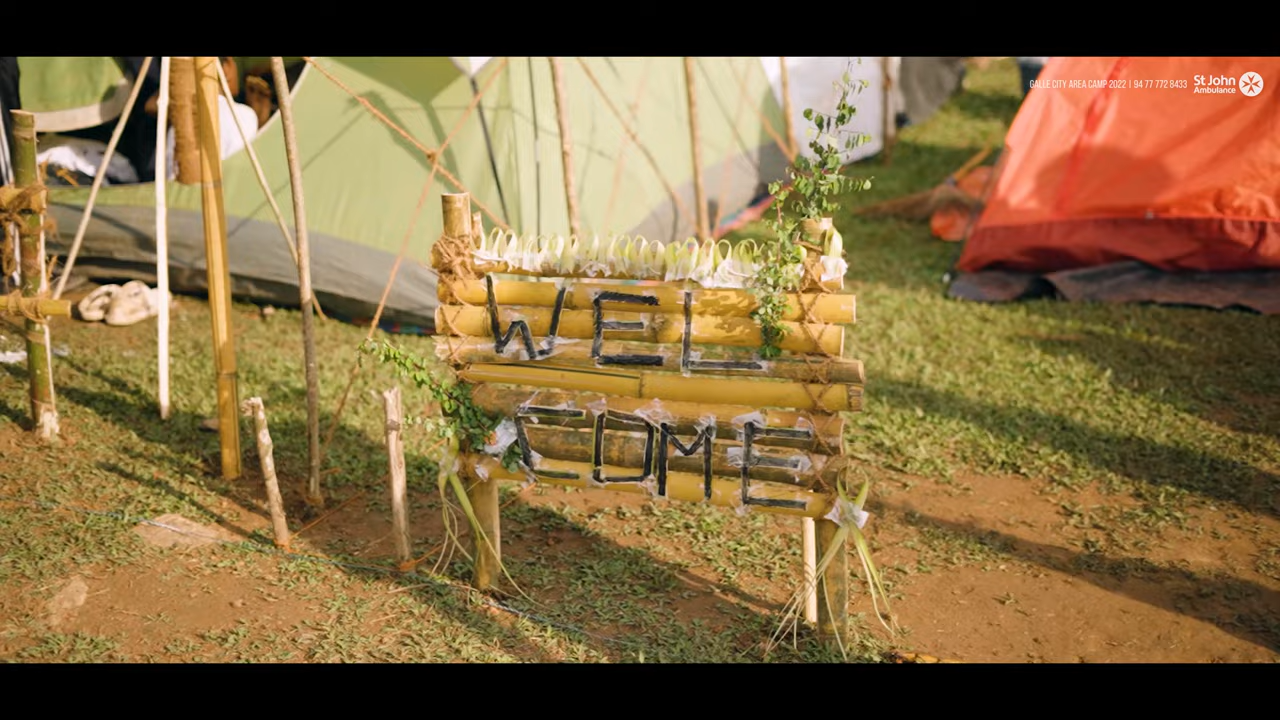 GALLE CITY AREA CAMP 2022 | 94 77 772 8433
St John
Ambulance
WEL
COME